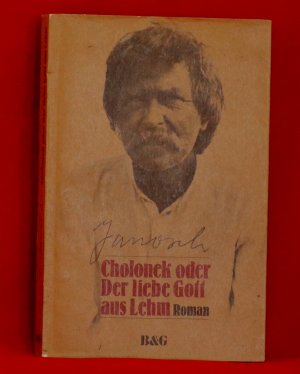 Janosch
Cholonek oder
Der liebe Gott
aus Lehm Roman
B&G